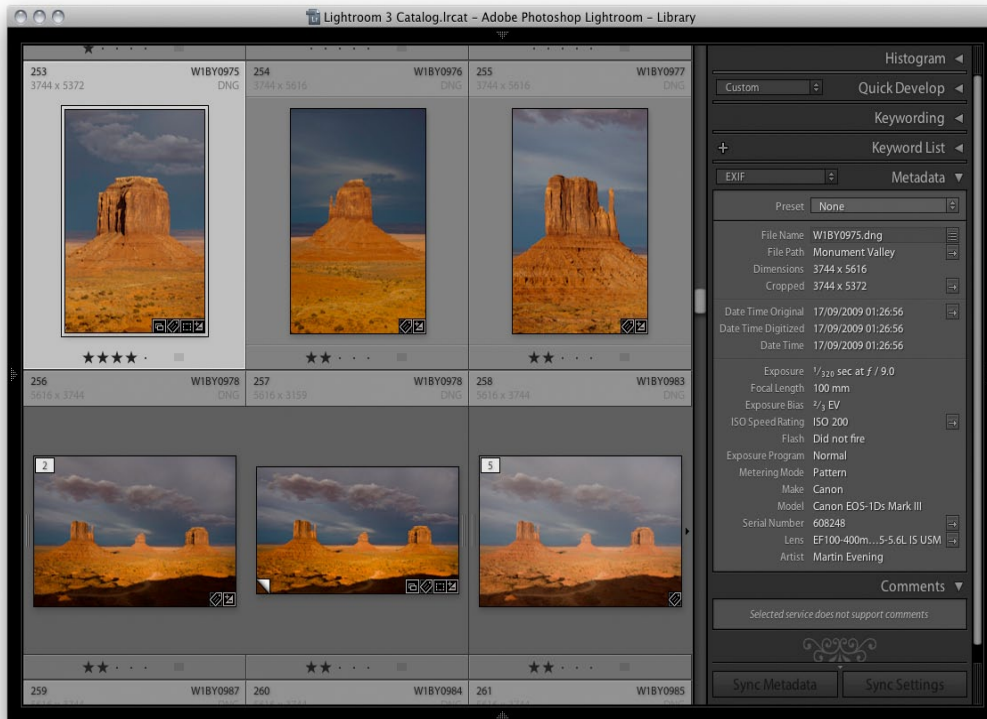 Lightroom 3 Catalog.lrcat – Adobe Photoshop Lightroom – Library
253 W1BY0975
3744 x 5372 DNG
254 W1BY0976
3744 x 5616 DNG
255 W1BY0977
3744 x 5616 DNG
256 W1BY0978
5616 x 3744 DNG
257 W1BY0978
5616 x 3159 DNG
258 W1BY0983
5616 x 3744 DNG
2
5
259 W1BY0987
260 W1BY0984
261 W1BY0985
Histogram
Custom Quick Develop
Keywording
+ Keyword List
EXIF Metadata
Preset None
File Name W1BY0975.dng
File Path Monument Valley
Dimensions 3744 x 5616
Cropped 3744 x 5372
Date Time Original 17/09/2009 01:26:56
Date Time Digitized 17/09/2009 01:26:56
Date Time 17/09/2009 01:26:56
Exposure 1/320 sec at ƒ / 9.0
Focal Length 100 mm
Exposure Bias 2/3 EV
ISO Speed Rating ISO 200
Flash Did not fire
Exposure Program Normal
Metering Mode Pattern
Make Canon
Model Canon EOS-1Ds Mark III
Serial Number 608248
Lens EF100-400m...5-5.6L IS USM
Artist Martin Evening
Comments
Selected service does not support comments
Sync Metadata Sync Settings